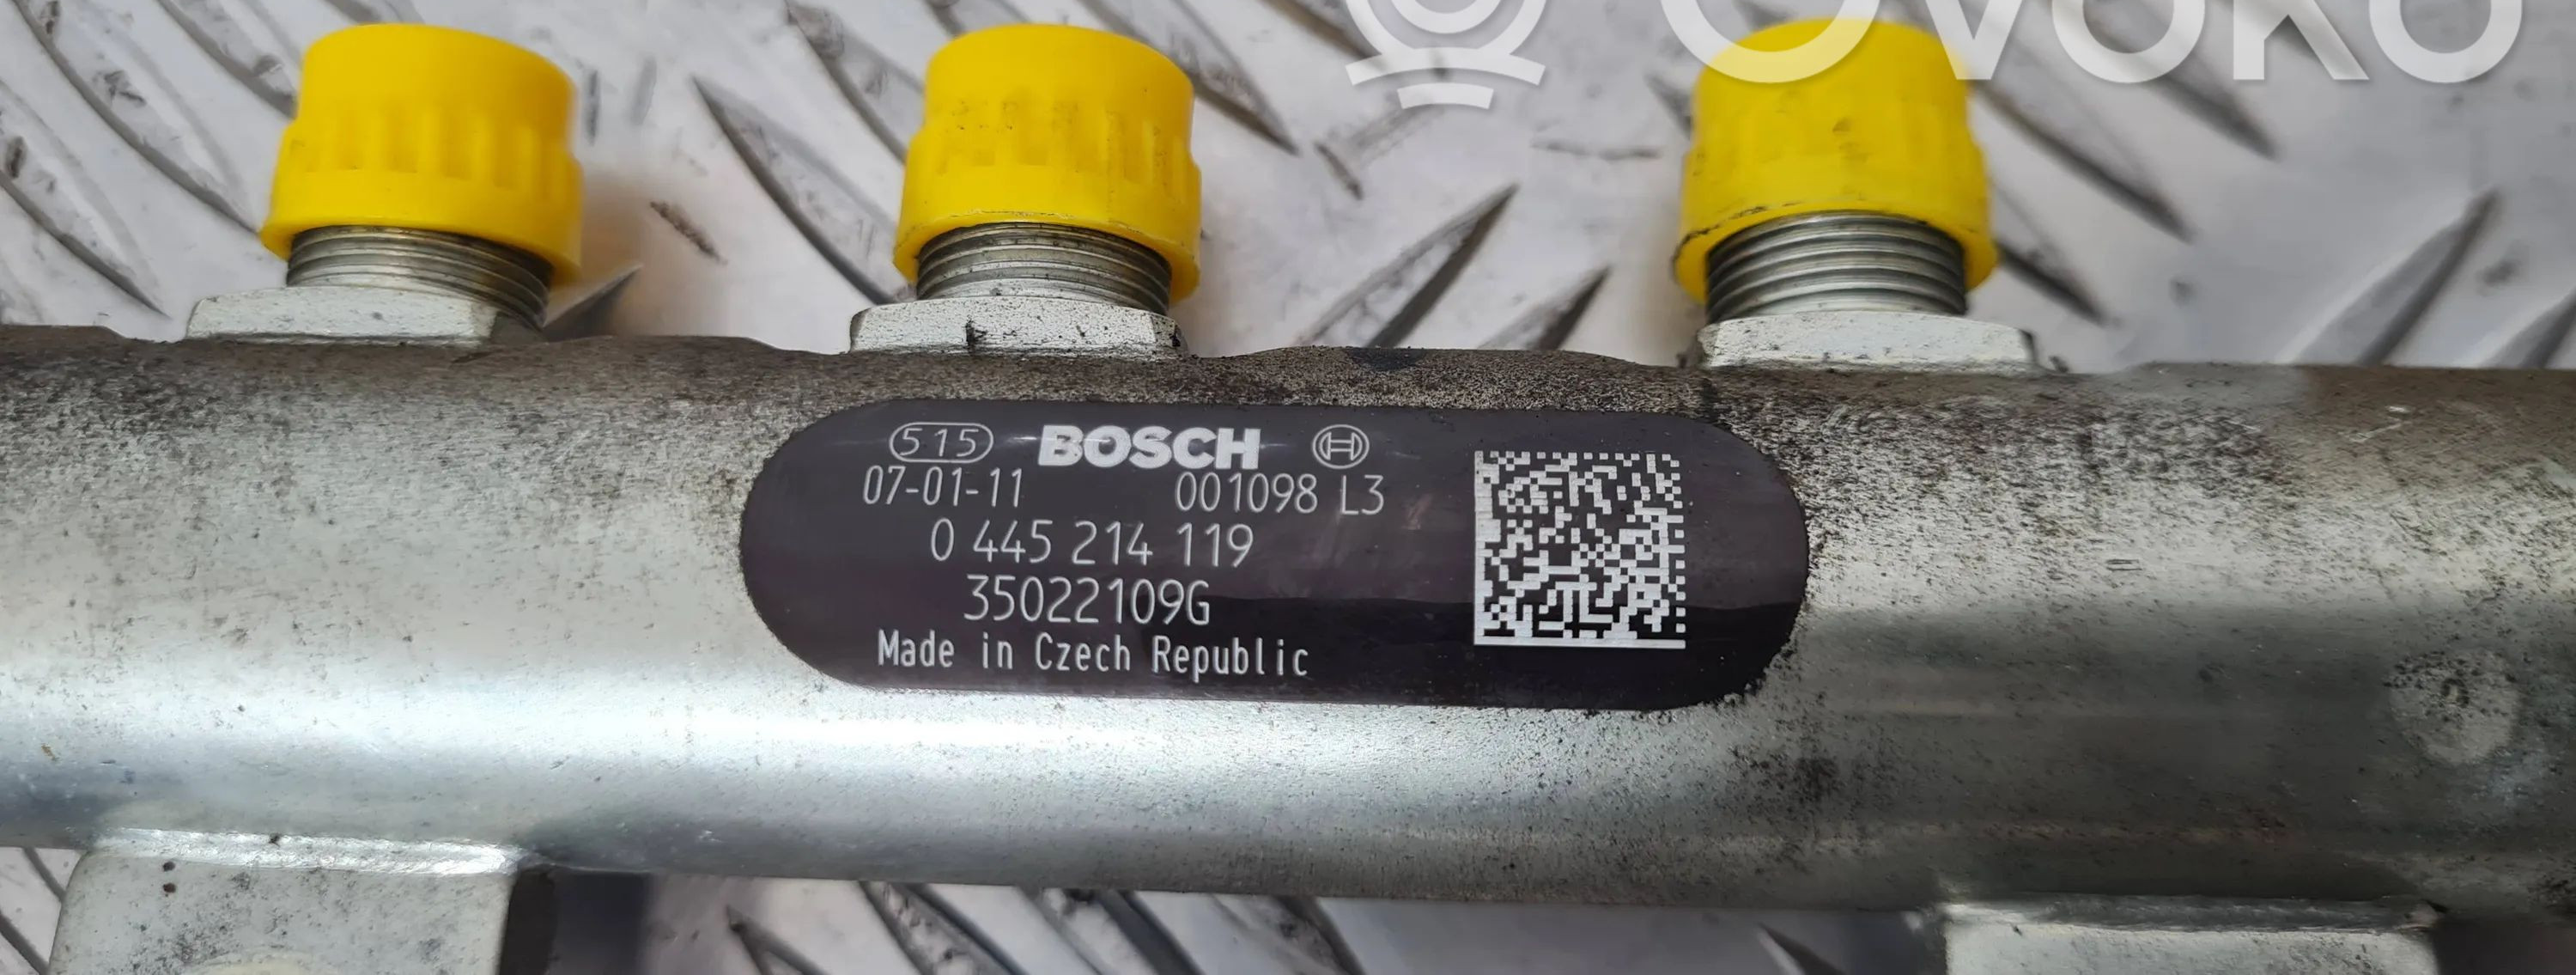 Ovoko
515 BOSCH
07-01-11 001098 L3
0 445 214 119
35022109G
Made in Czech Republic